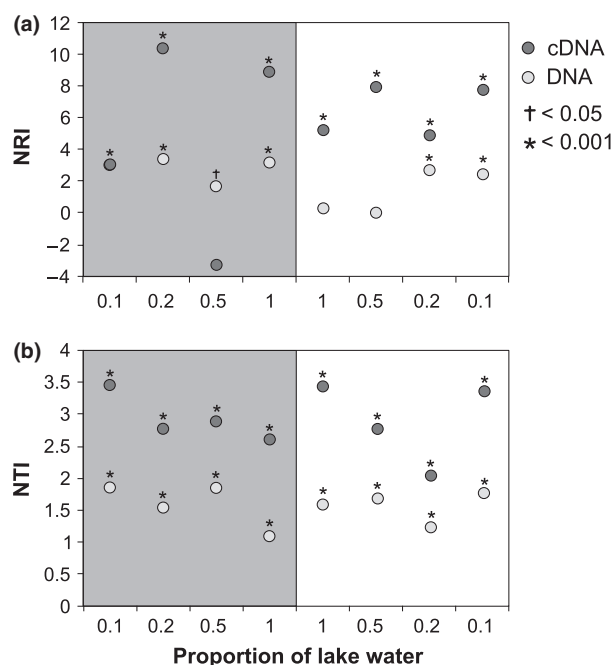 (a)
12
10
8
6
4
2
0
–2
–4
NRI
* * † * * * * *
* * * *
0.1 0.2 0.5 1 1 0.5 0.2 0.1
cDNA
DNA
† < 0.05
* < 0.001
(b)
4
3.5
3
2.5
2
1.5
1
0.5
0
NTI
* * * * * * * *
* * * * * * * *
0.1 0.2 0.5 1 1 0.5 0.2 0.1
Proportion of lake water